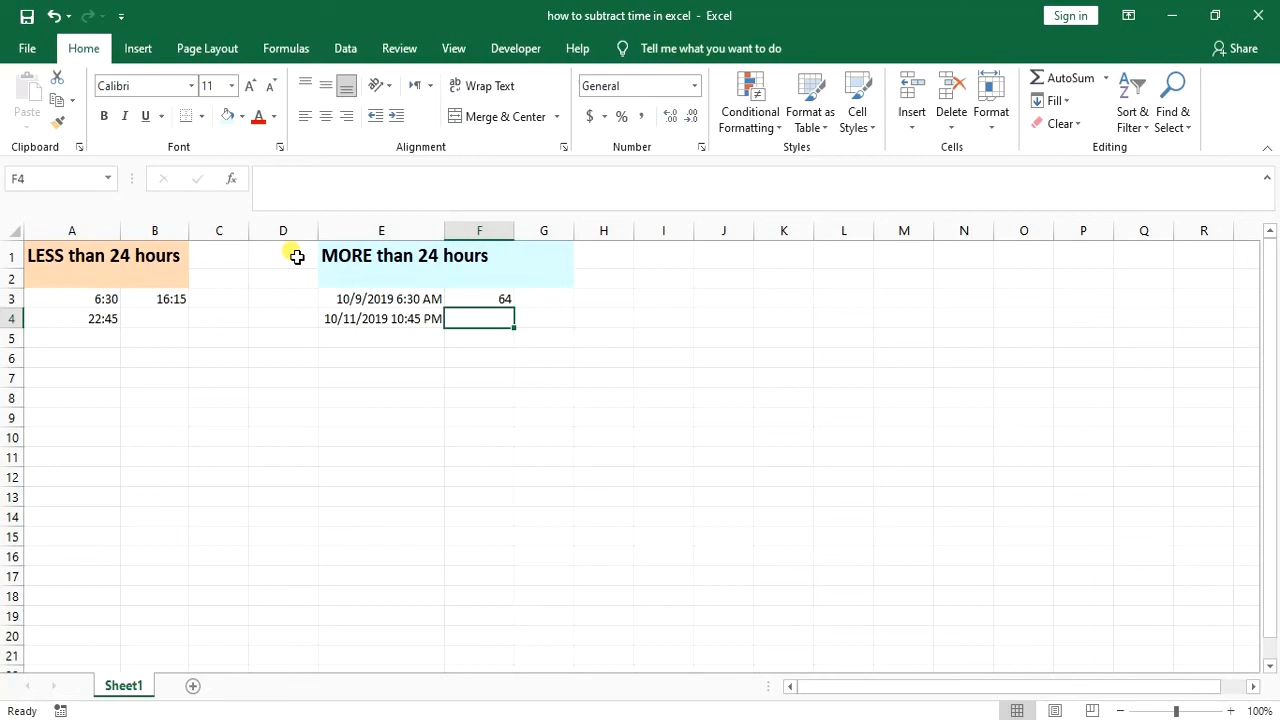 how to subtract time in excel - Excel
Sign in
File Home Insert Page Layout Formulas Data Review View Developer Help Tell me what you want to do Share
Paste
Clipboard
Calibri 11
B I U
Font
Wrap Text
Merge & Center
Alignment
General
$ % ,
Number
Conditional Formatting
Format as Table
Cell Styles
Styles
Insert Delete Format
Cells
AutoSum
Fill
Clear
Sort & Filter
Find & Select
Editing
F4 fx
A B C D E F G H I J K L M N O P Q R
1 LESS than 24 hours MORE than 24 hours
2
3 6:30 16:15 10/9/2019 6:30 AM 64
4 22:45 10/11/2019 10:45 PM
5
6
7
8
9
10
11
12
13
14
15
16
17
18
19
20
21
Sheet1
Ready 100%